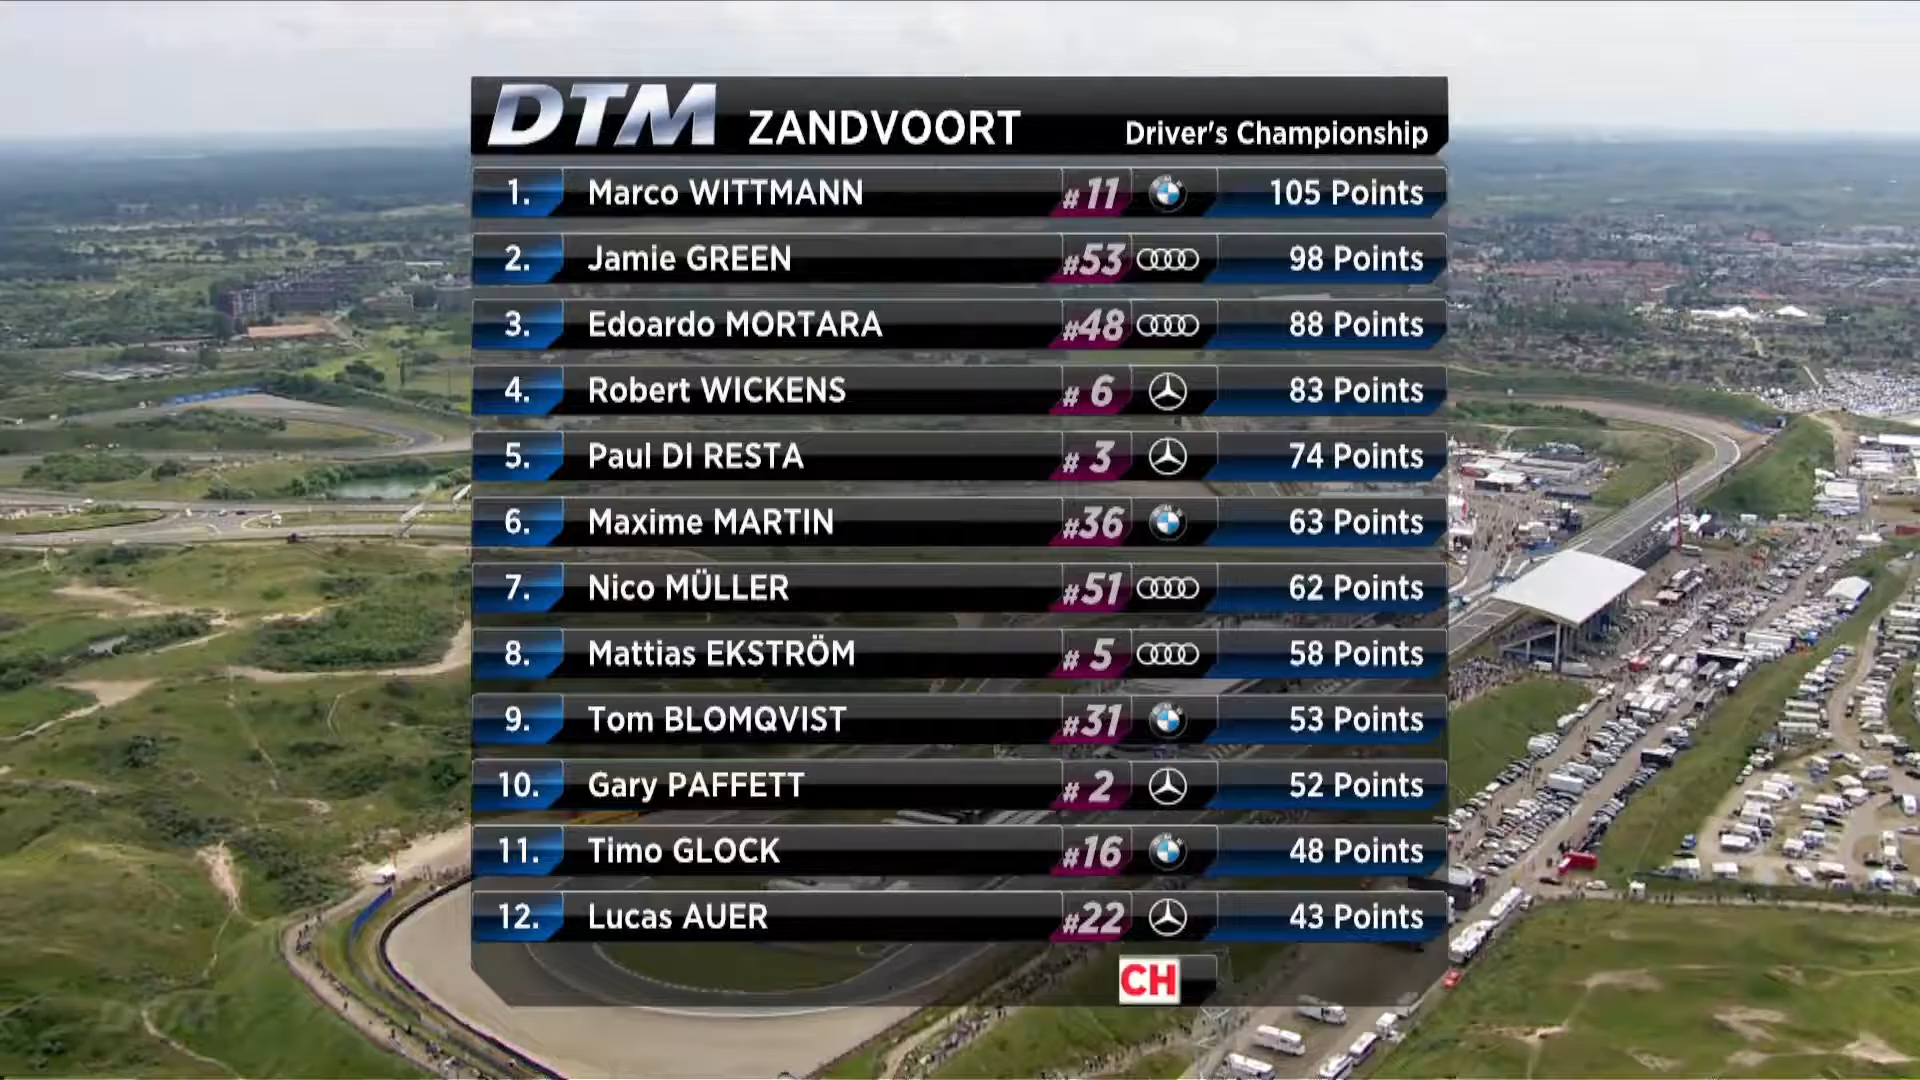 DTM ZANDVOORT Driver's Championship
1. Marco WITTMANN #11 105 Points
2. Jamie GREEN #53 98 Points
3. Edoardo MORTARA #48 88 Points
4. Robert WICKENS #6 83 Points
5. Paul DI RESTA #3 74 Points
6. Maxime MARTIN #36 63 Points
7. Nico MÜLLER #51 62 Points
8. Mattias EKSTRÖM #5 58 Points
9. Tom BLOMQVIST #31 53 Points
10. Gary PAFFETT #2 52 Points
11. Timo GLOCK #16 48 Points
12. Lucas AUER #22 43 Points
CH
DTM